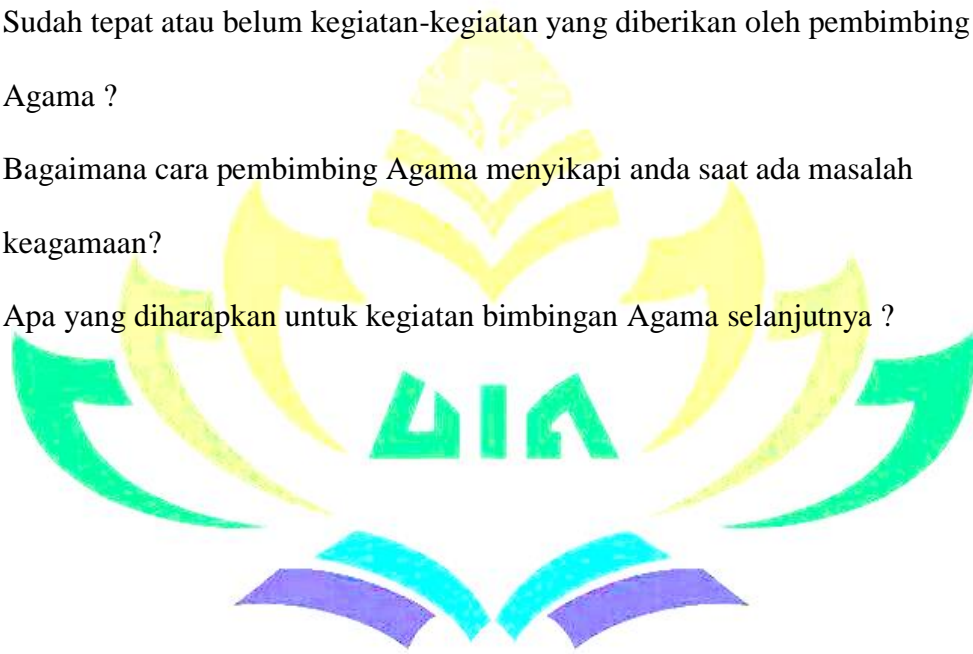 Sudah tepat atau belum kegiatan-kegiatan yang diberikan oleh pembimbing
Agama ?
Bagaimana cara pembimbing Agama menyikapi anda saat ada masalah
keagamaan?
Apa yang diharapkan untuk kegiatan bimbingan Agama selanjutnya ?
UIN